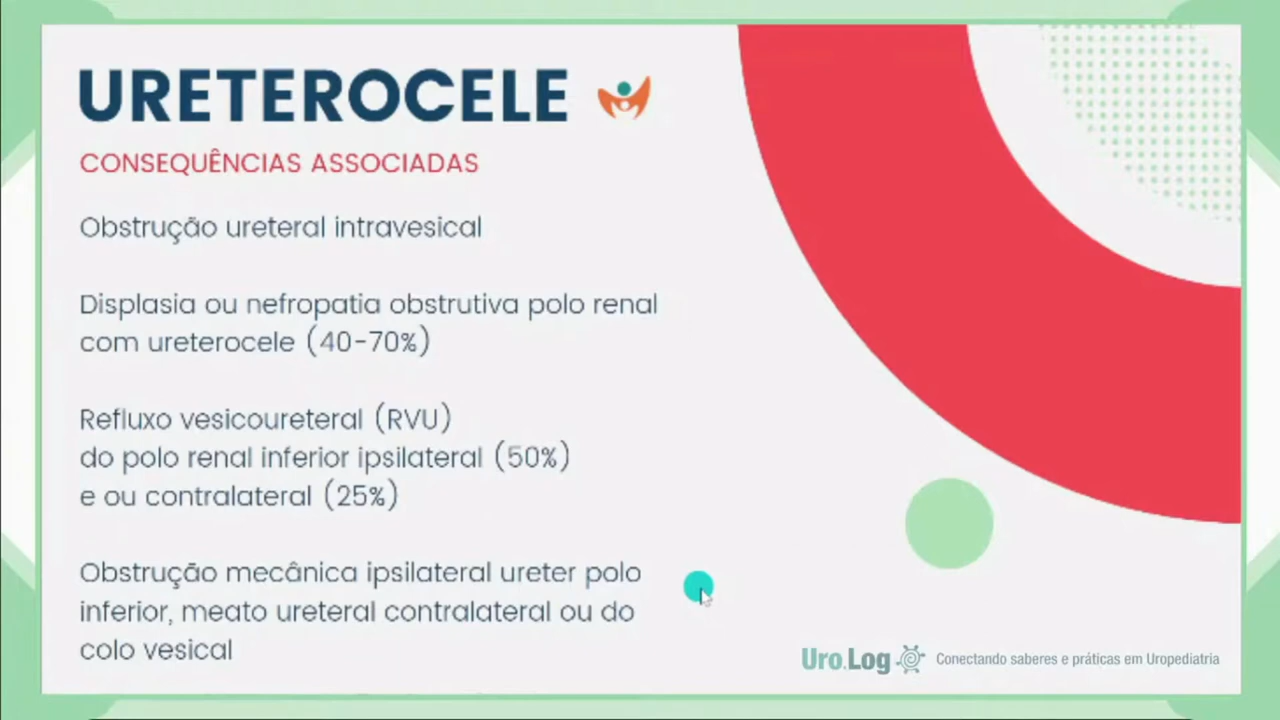 URETEROCELE
CONSEQUÊNCIAS ASSOCIADAS
Obstrução ureteral intravesical
Displasia ou nefropatia obstrutiva polo renal
com ureterocele (40-70%)
Refluxo vesicoureteral (RVU)
do polo renal inferior ipsilateral (50%)
e ou contralateral (25%)
Obstrução mecânica ipsilateral ureter polo
inferior, meato ureteral contralateral ou do
colo vesical
Uro.Log Conectando saberes e práticas em Uropediatria